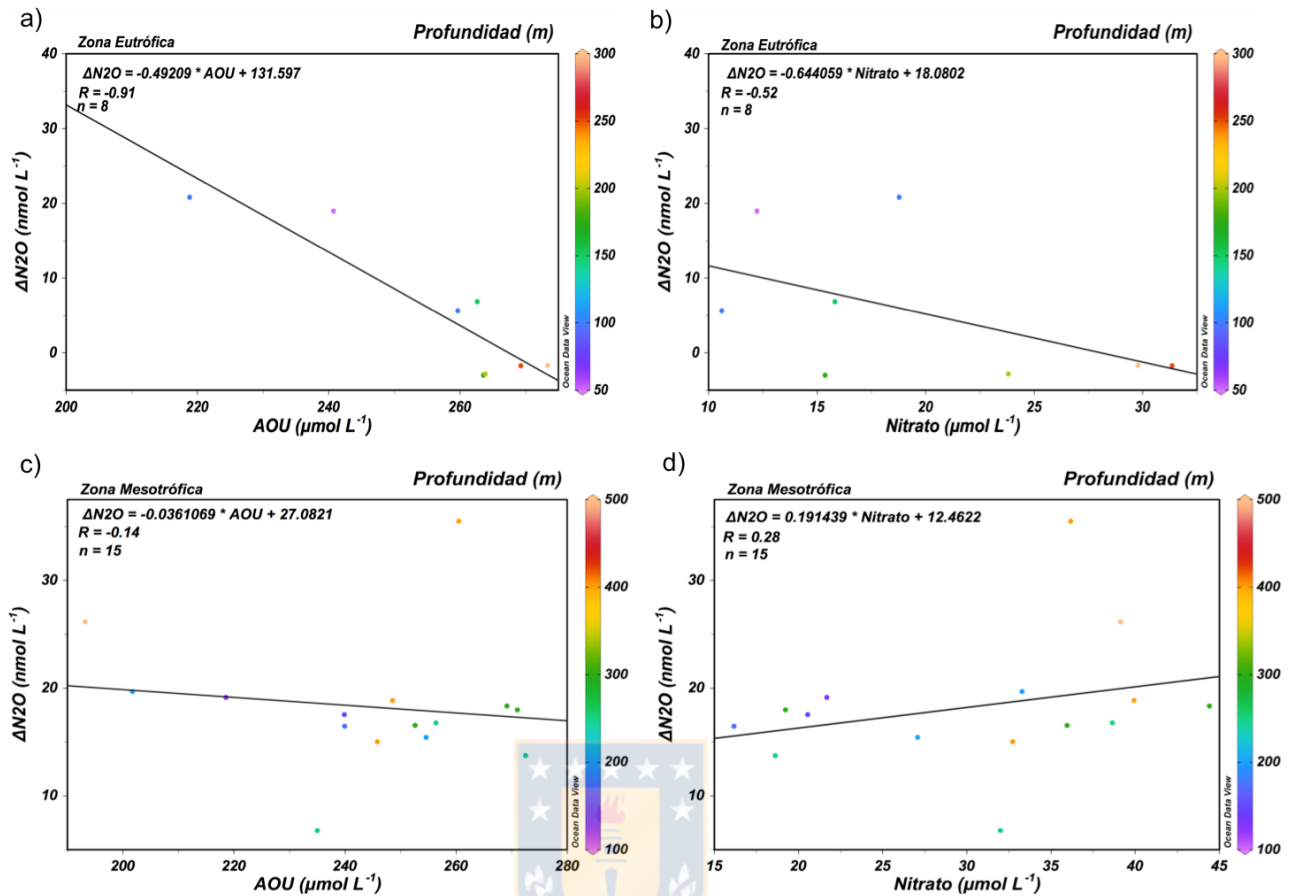 a)
Profundidad (m)
Zona Eutrófica
ΔN2O = -0.49209 * AOU + 131.597
R = -0.91
n = 8
40
30
20
10
0
ΔN2O (nmol L⁻¹)
200
220
240
260
AOU (µmol L⁻¹)
300
250
200
150
100
50
Ocean Data View
b)
Profundidad (m)
Zona Eutrófica
ΔN2O = -0.644059 * Nitrato + 18.0802
R = -0.52
n = 8
40
30
20
10
0
ΔN2O (nmol L⁻¹)
10
15
20
25
30
Nitrato (µmol L⁻¹)
300
250
200
150
100
50
Ocean Data View
c)
Profundidad (m)
Zona Mesotrófica
ΔN2O = -0.0361069 * AOU + 27.0821
R = -0.14
n = 15
30
20
10
ΔN2O (nmol L⁻¹)
200
220
240
260
280
AOU (µmol L⁻¹)
500
400
300
200
100
Ocean Data View
d)
Profundidad (m)
Zona Mesotrófica
ΔN2O = 0.191439 * Nitrato + 12.4622
R = 0.28
n = 15
30
20
10
ΔN2O (nmol L⁻¹)
15
20
25
30
35
40
45
Nitrato (µmol L⁻¹)
500
400
300
200
100
Ocean Data View